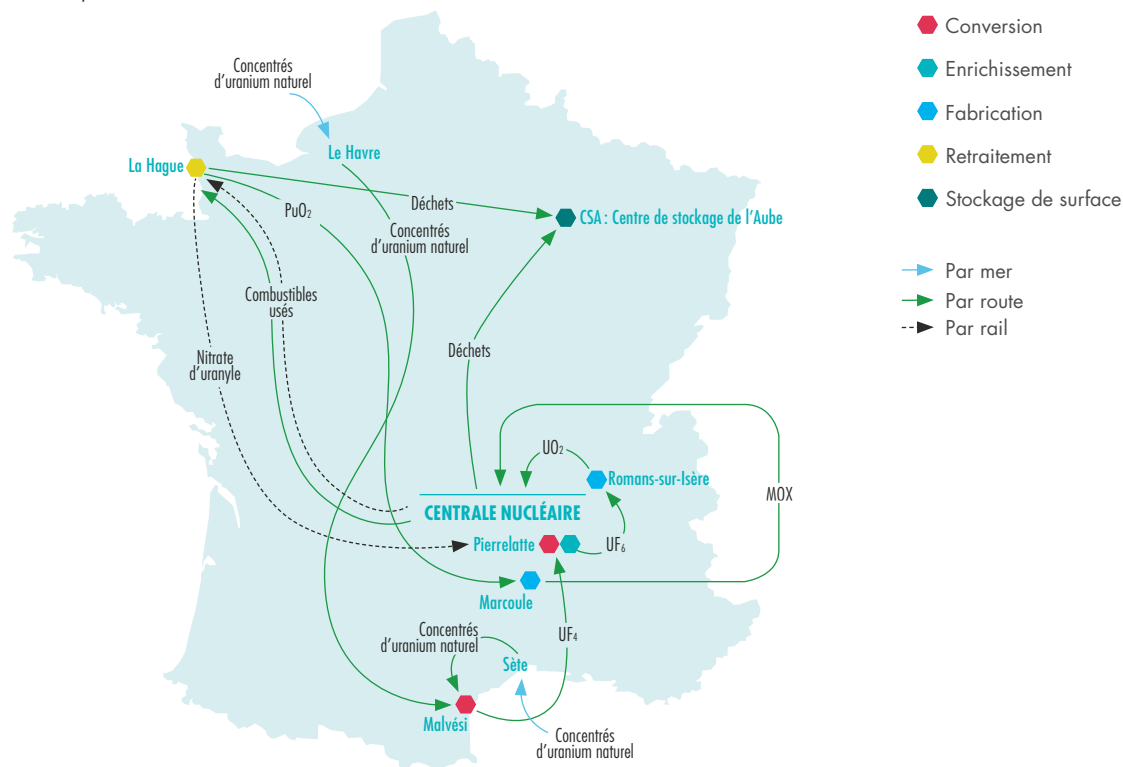 Conversion
Enrichissement
Fabrication
Retraitement
Stockage de surface
Par mer
Par route
Par rail
Concentrés
d'uranium naturel
La Hague
Le Havre
PuO₂
Déchets
CSA : Centre de stockage de l'Aube
Concentrés
d'uranium naturel
Combustibles
usés
Nitrate
d'uranyle
Déchets
UO₂
Romans-sur-Isère
MOX
CENTRALE NUCLÉAIRE
Pierrelatte
UF₆
Marcoule
Concentrés
d'uranium naturel
UF₄
Sète
Malvési
Concentrés
d'uranium naturel